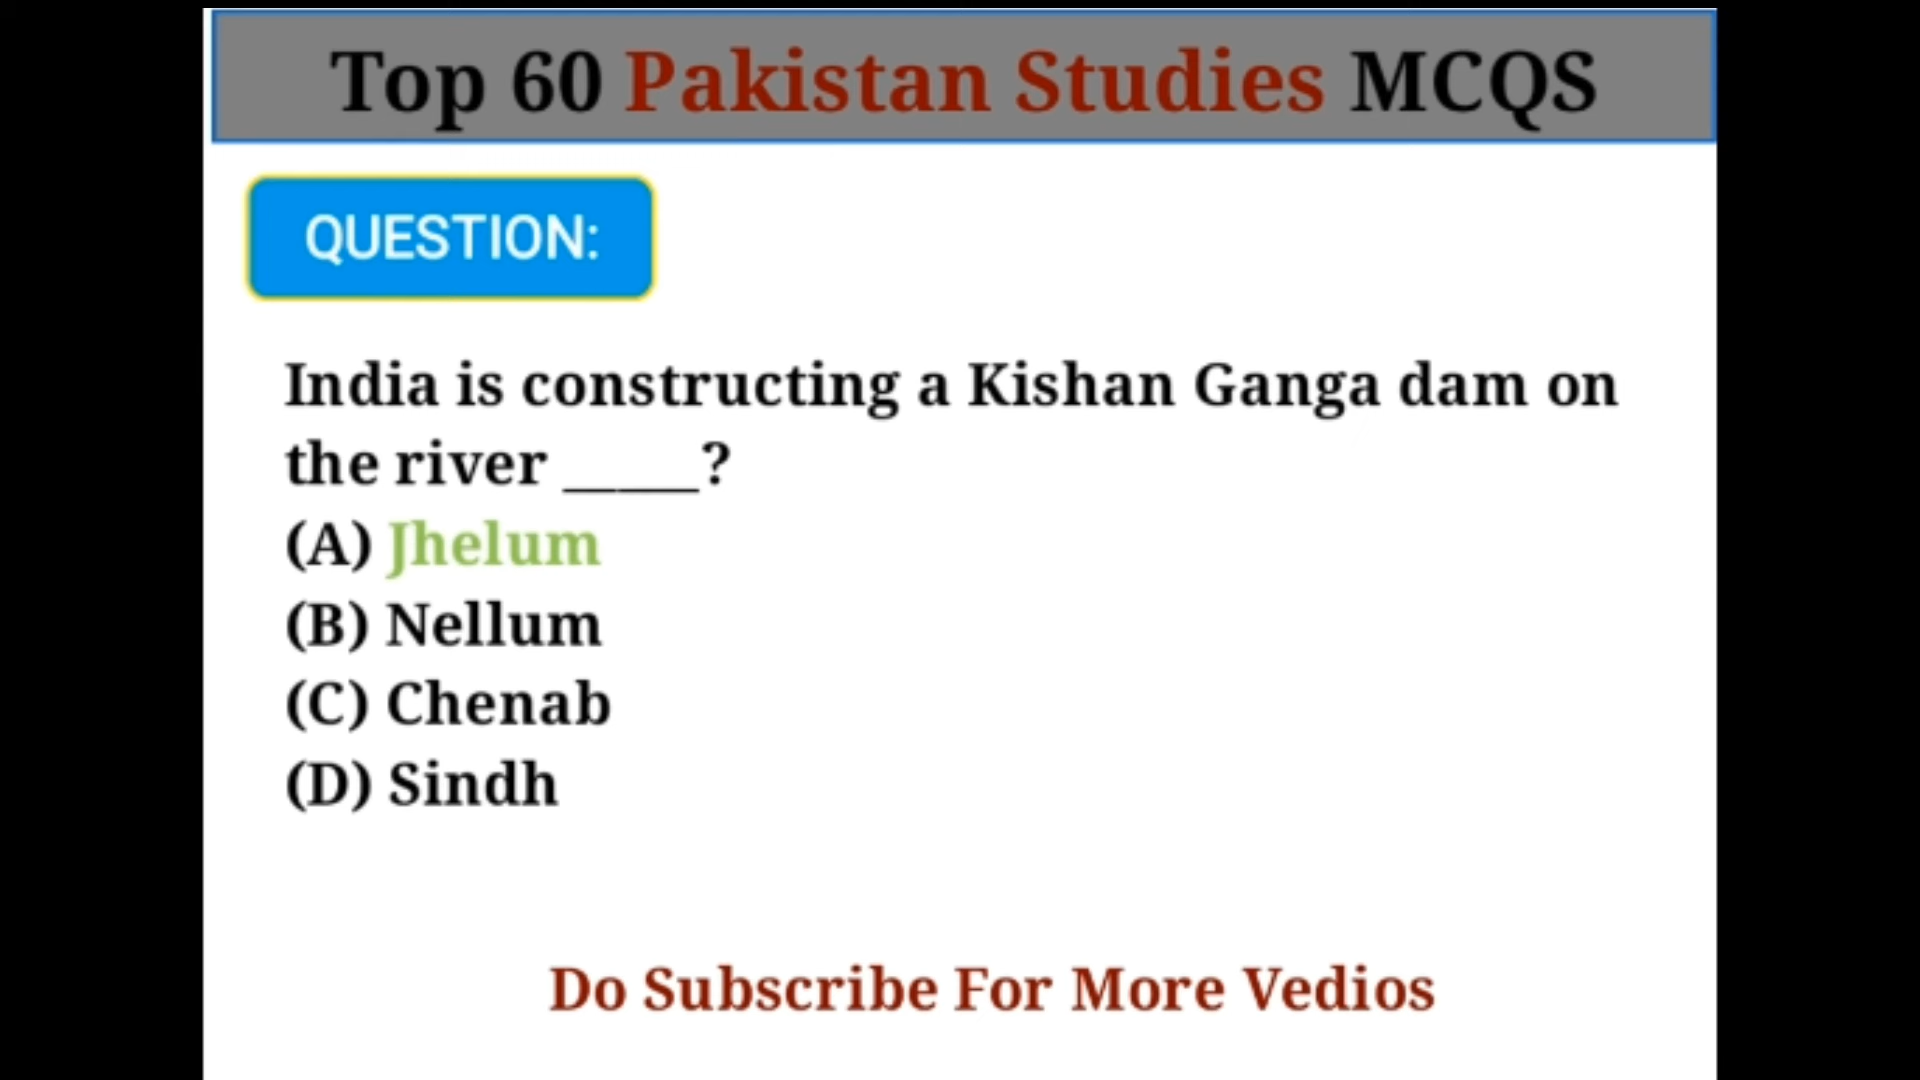 Top 60 Pakistan Studies MCQS
QUESTION:
India is constructing a Kishan Ganga dam on
the river _____?
(A) Jhelum
(B) Nellum
(C) Chenab
(D) Sindh
Do Subscribe For More Vedios